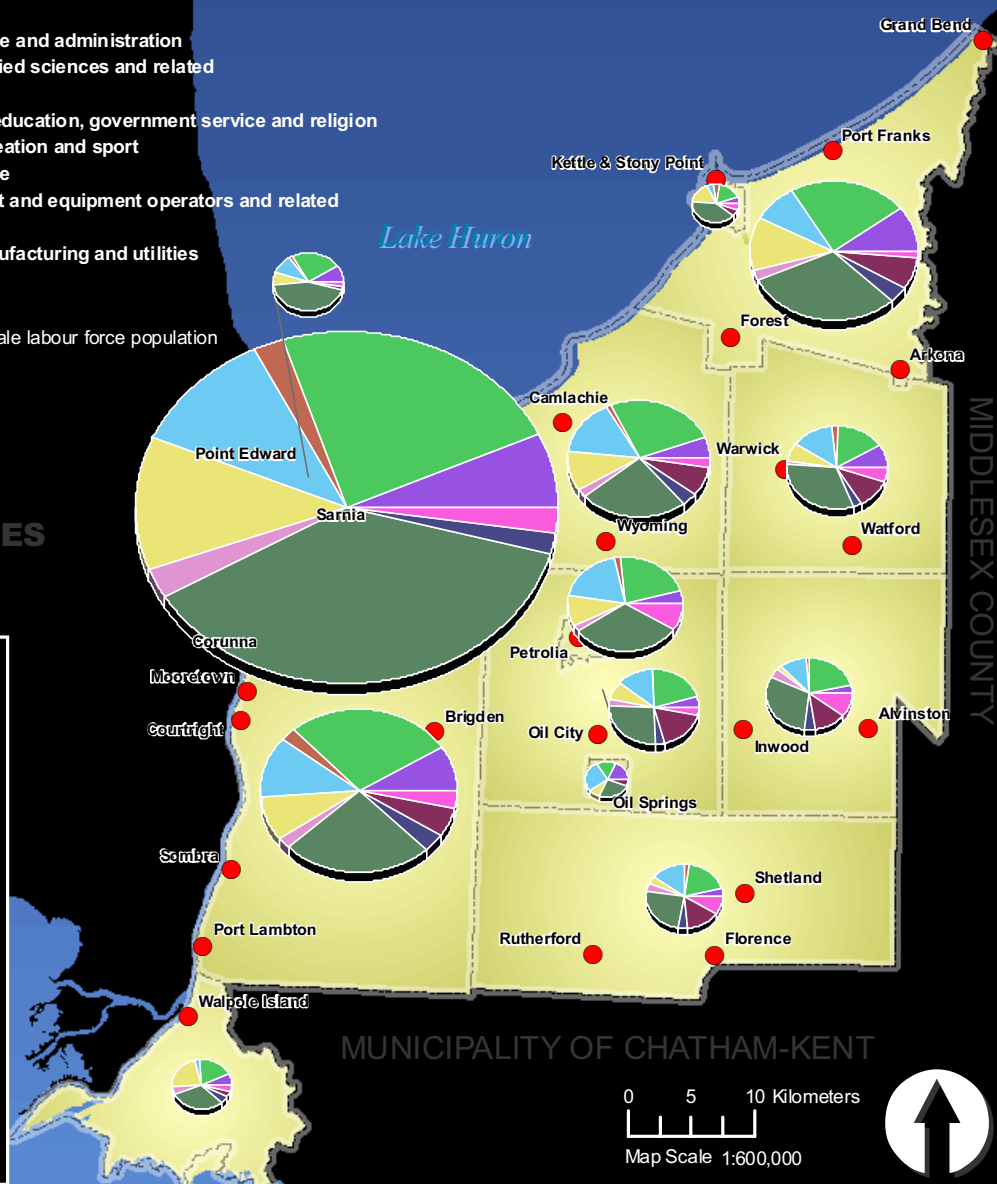 Grand Bend
e and administration
ied sciences and related
education, government service and religion
eation and sport
e
t and equipment operators and related
ufacturing and utilities
ale labour force population
Port Franks
Kettle & Stony Point
Lake Huron
Forest
Arkona
Camlachie
MIDDLESEX COUNTY
Point Edward
Warwick
Sarnia
Wyoming
Watford
ES
Corunna
Petrolia
Mooretown
Courtright
Brigden
Oil City
Alvinston
Inwood
Oil Springs
Sombra
Shetland
Port Lambton
Rutherford
Florence
Walpole Island
MUNICIPALITY OF CHATHAM-KENT
0 5 10 Kilometers
Map Scale 1:600,000